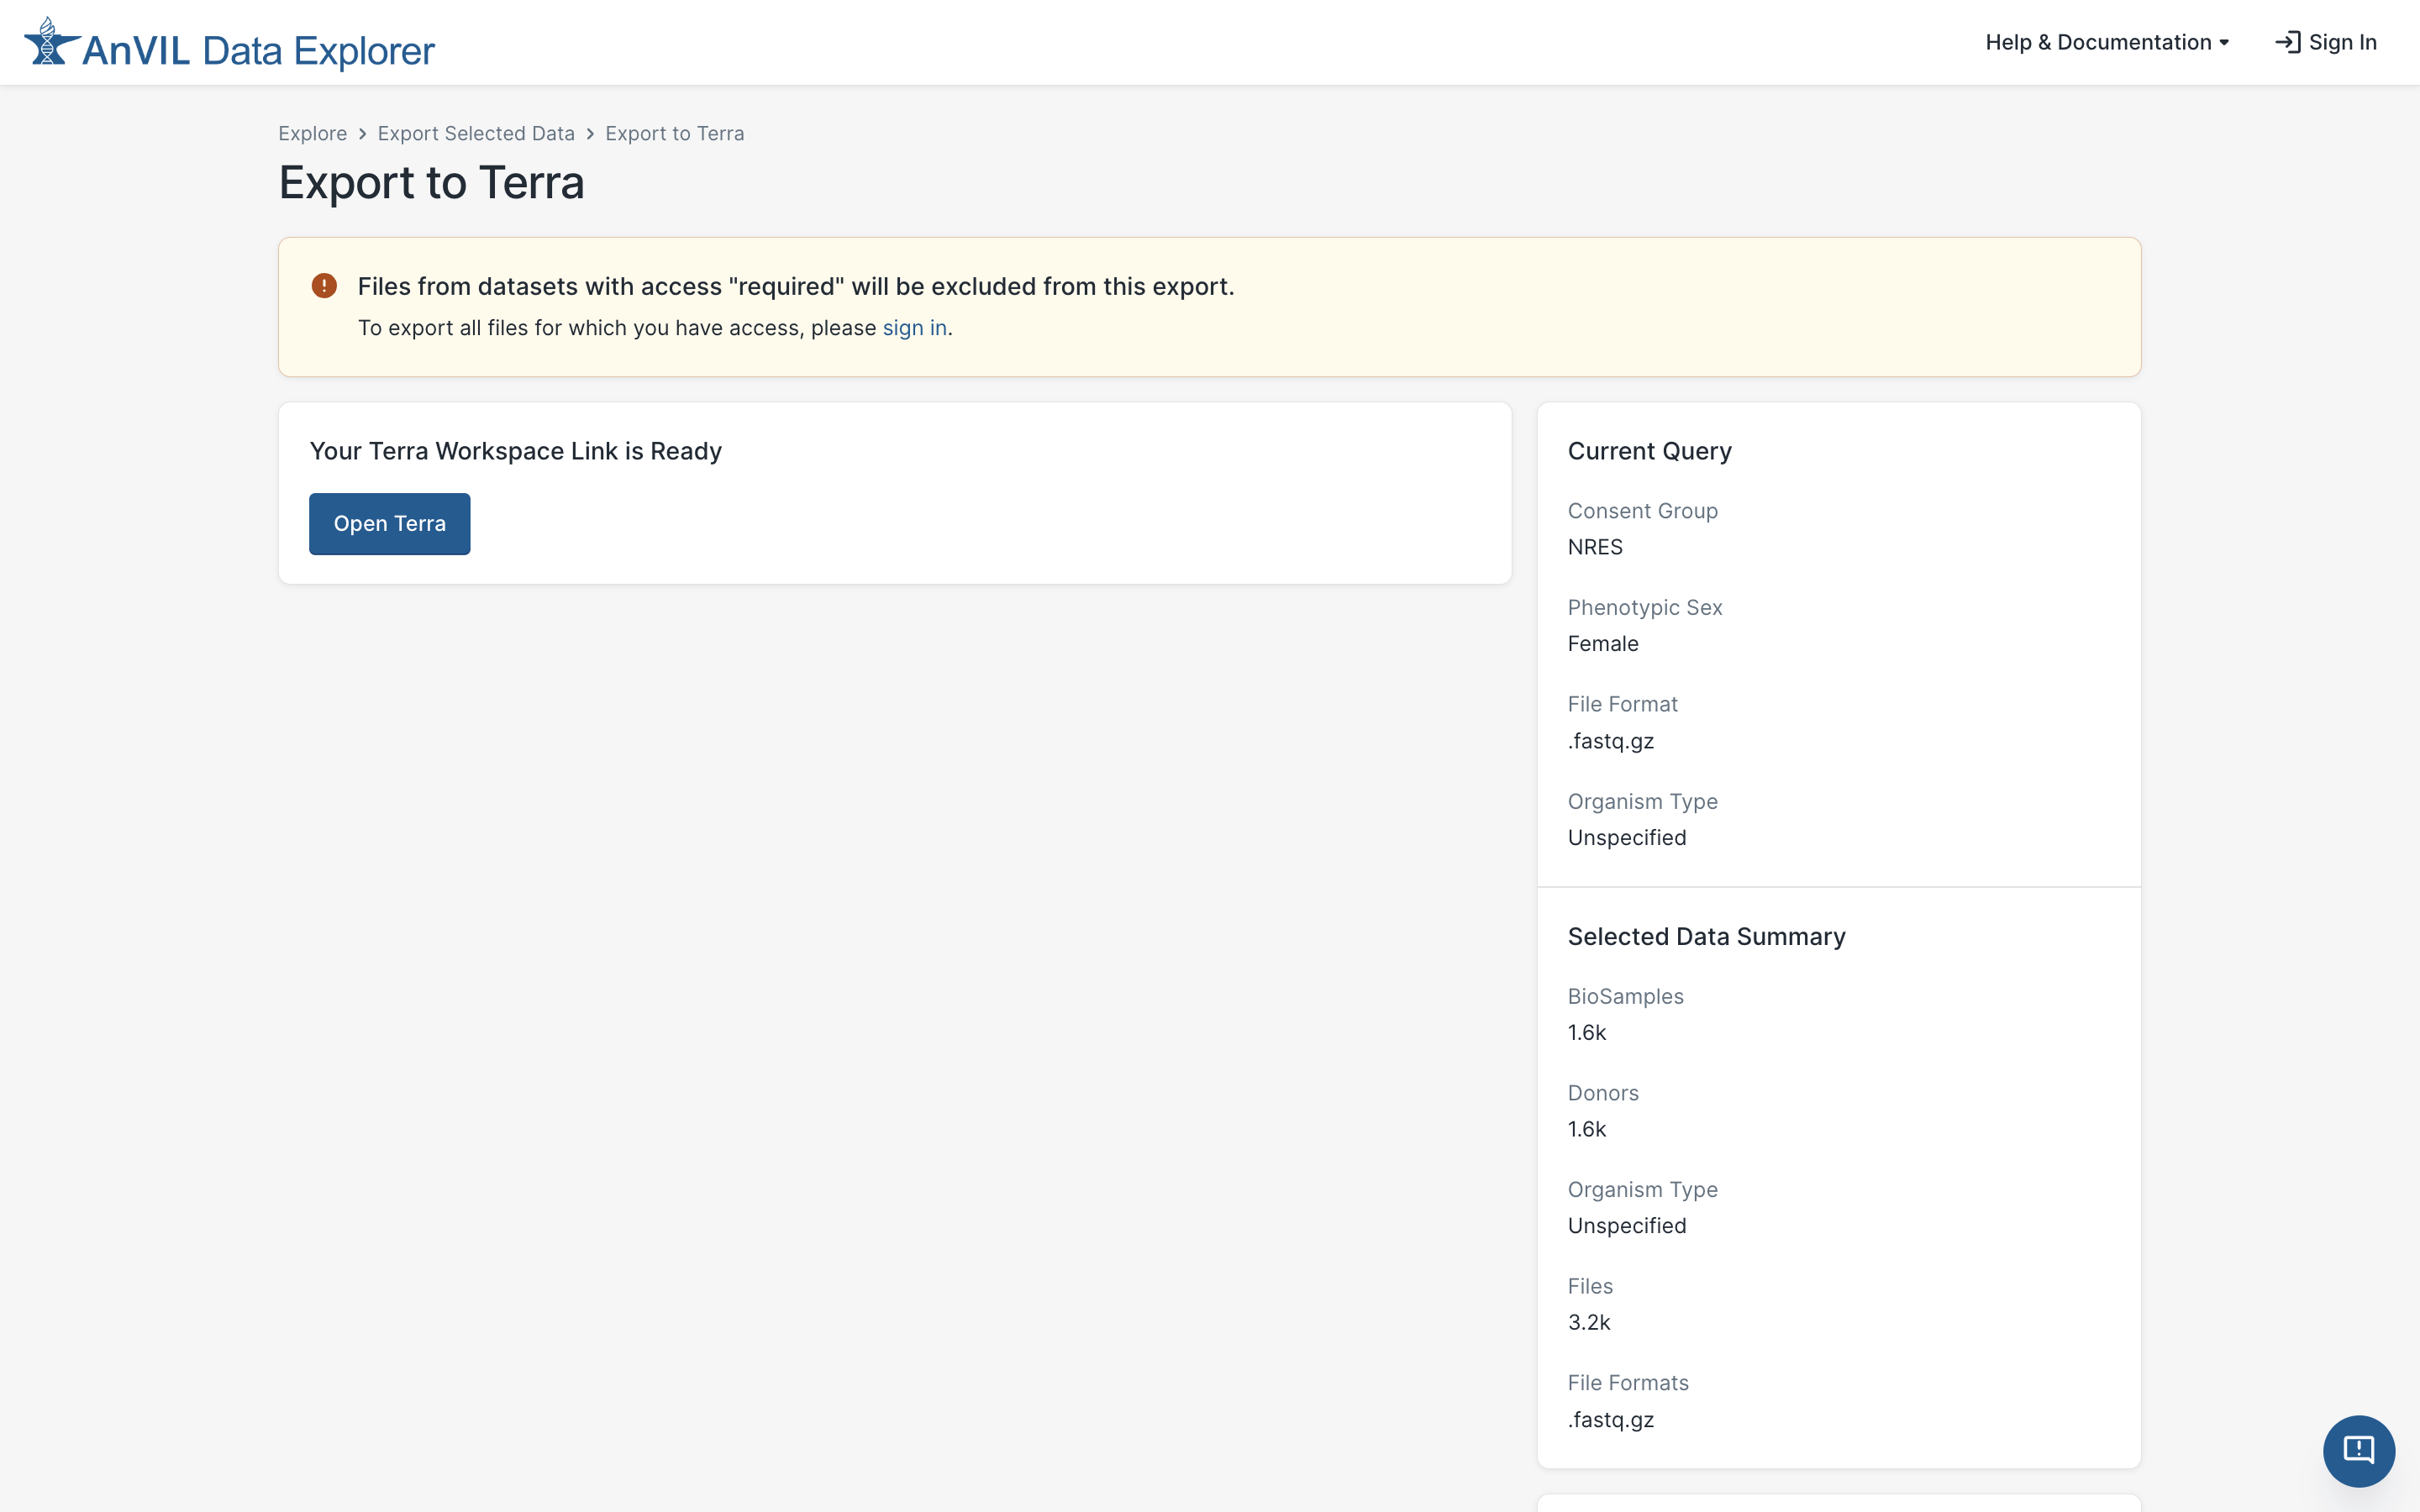 AnVIL Data Explorer
Help & Documentation
Sign In
Explore > Export Selected Data > Export to Terra
Export to Terra
Files from datasets with access "required" will be excluded from this export.
To export all files for which you have access, please sign in.
Your Terra Workspace Link is Ready
Open Terra
Current Query
Consent Group
NRES
Phenotypic Sex
Female
File Format
.fastq.gz
Organism Type
Unspecified
Selected Data Summary
BioSamples
1.6k
Donors
1.6k
Organism Type
Unspecified
Files
3.2k
File Formats
.fastq.gz